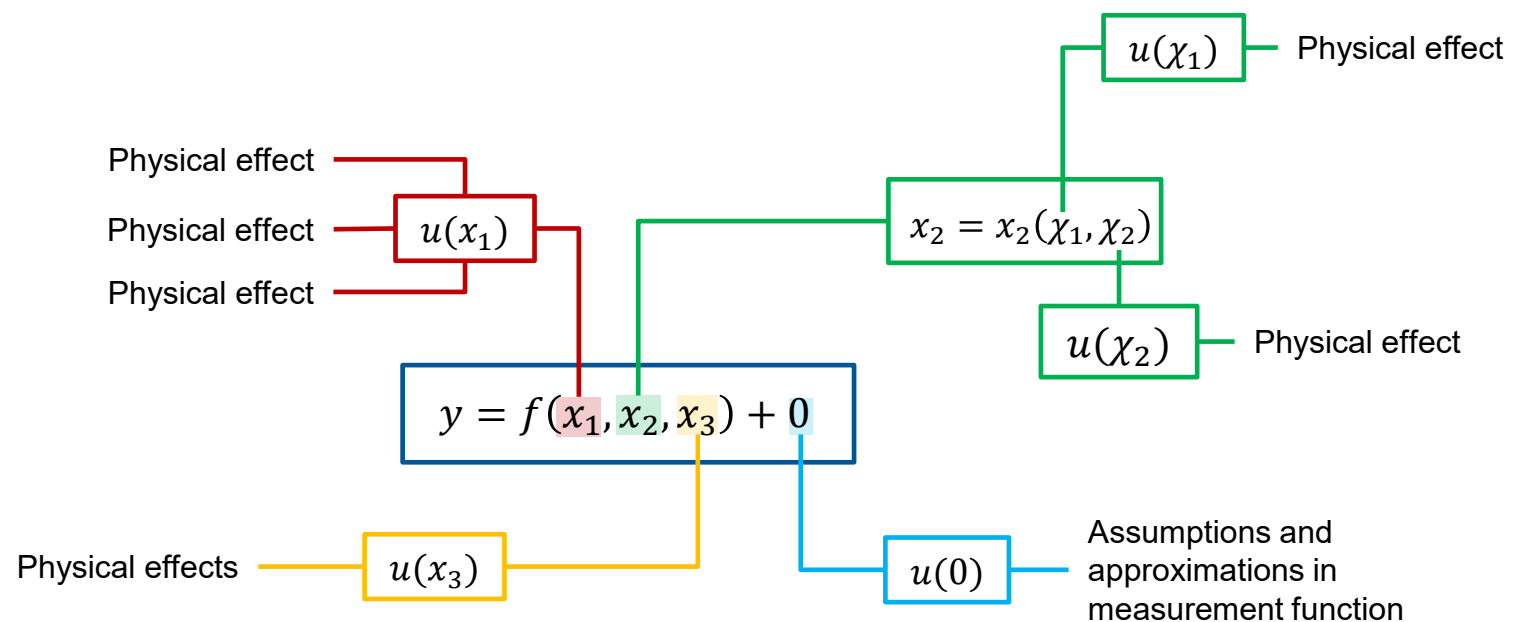 u(χ₁)
Physical effect
Physical effect
Physical effect
u(x₁)
x₂ = x₂(χ₁, χ₂)
Physical effect
u(χ₂)
Physical effect
y = f(x₁, x₂, x₃) + 0
Physical effects
u(x₃)
u(0)
Assumptions and
approximations in
measurement function